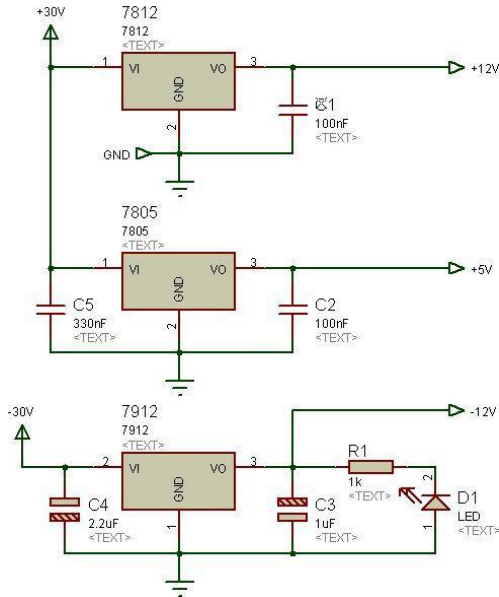 +30V
7812
7812
<TEXT>
1
VI
VO
3
GND
2
+12V
C1
100nF
<TEXT>
GND
7805
7805
<TEXT>
1
VI
VO
3
GND
2
+5V
C5
330nF
<TEXT>
C2
100nF
<TEXT>
-30V
7912
7912
<TEXT>
2
VI
VO
3
GND
1
-12V
R1
1k
<TEXT>
C4
2.2uF
<TEXT>
C3
1uF
<TEXT>
2
D1
1
LED
<TEXT>